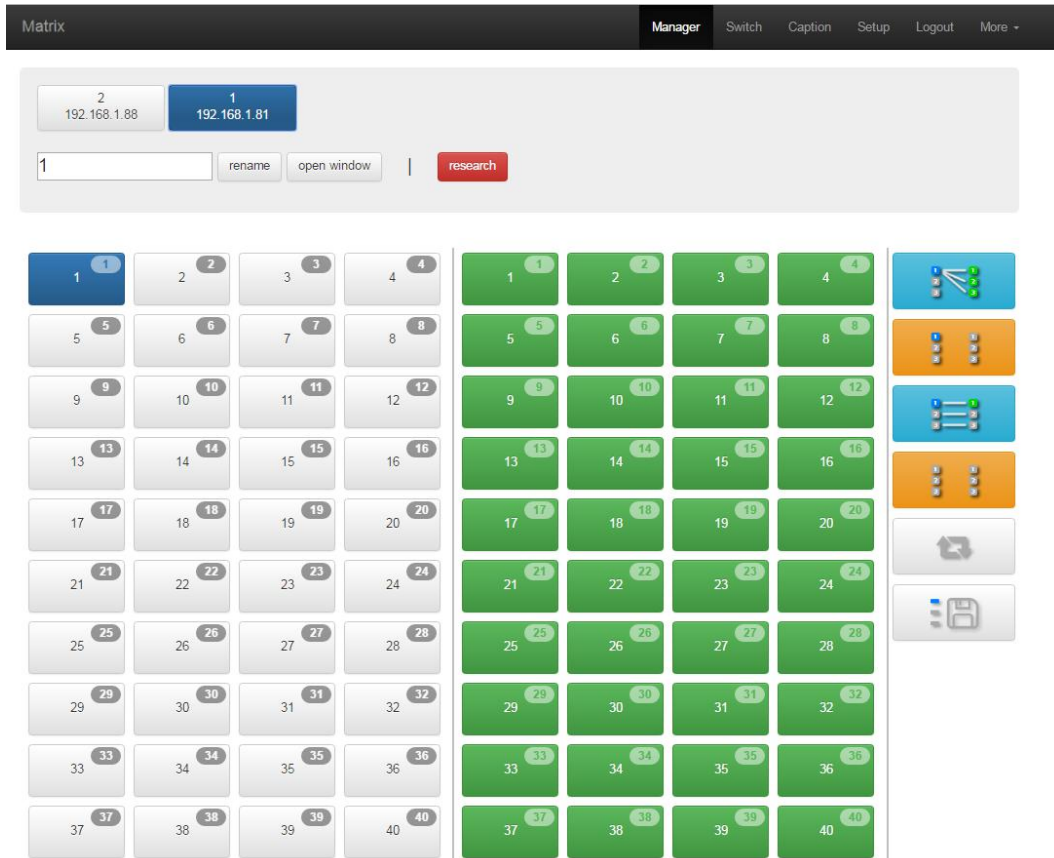 Matrix Manager Switch Caption Setup Logout More
2 1
192.168.1.88 192.168.1.81
1 rename open window | research
1 1 2 2 3 3 4 4 1 1 2 2 3 3 4 4
5 5 6 6 7 7 8 8 5 5 6 6 7 7 8 8
9 9 10 10 11 11 12 12 9 9 10 10 11 11 12 12
13 13 14 14 15 15 16 16 13 13 14 14 15 15 16 16
17 17 18 18 19 19 20 20 17 17 18 18 19 19 20 20
21 21 22 22 23 23 24 24 21 21 22 22 23 23 24 24
25 25 26 26 27 27 28 28 25 25 26 26 27 27 28 28
29 29 30 30 31 31 32 32 29 29 30 30 31 31 32 32
33 33 34 34 35 35 36 36 33 33 34 34 35 35 36 36
37 37 38 38 39 39 40 40 37 37 38 38 39 39 40 40